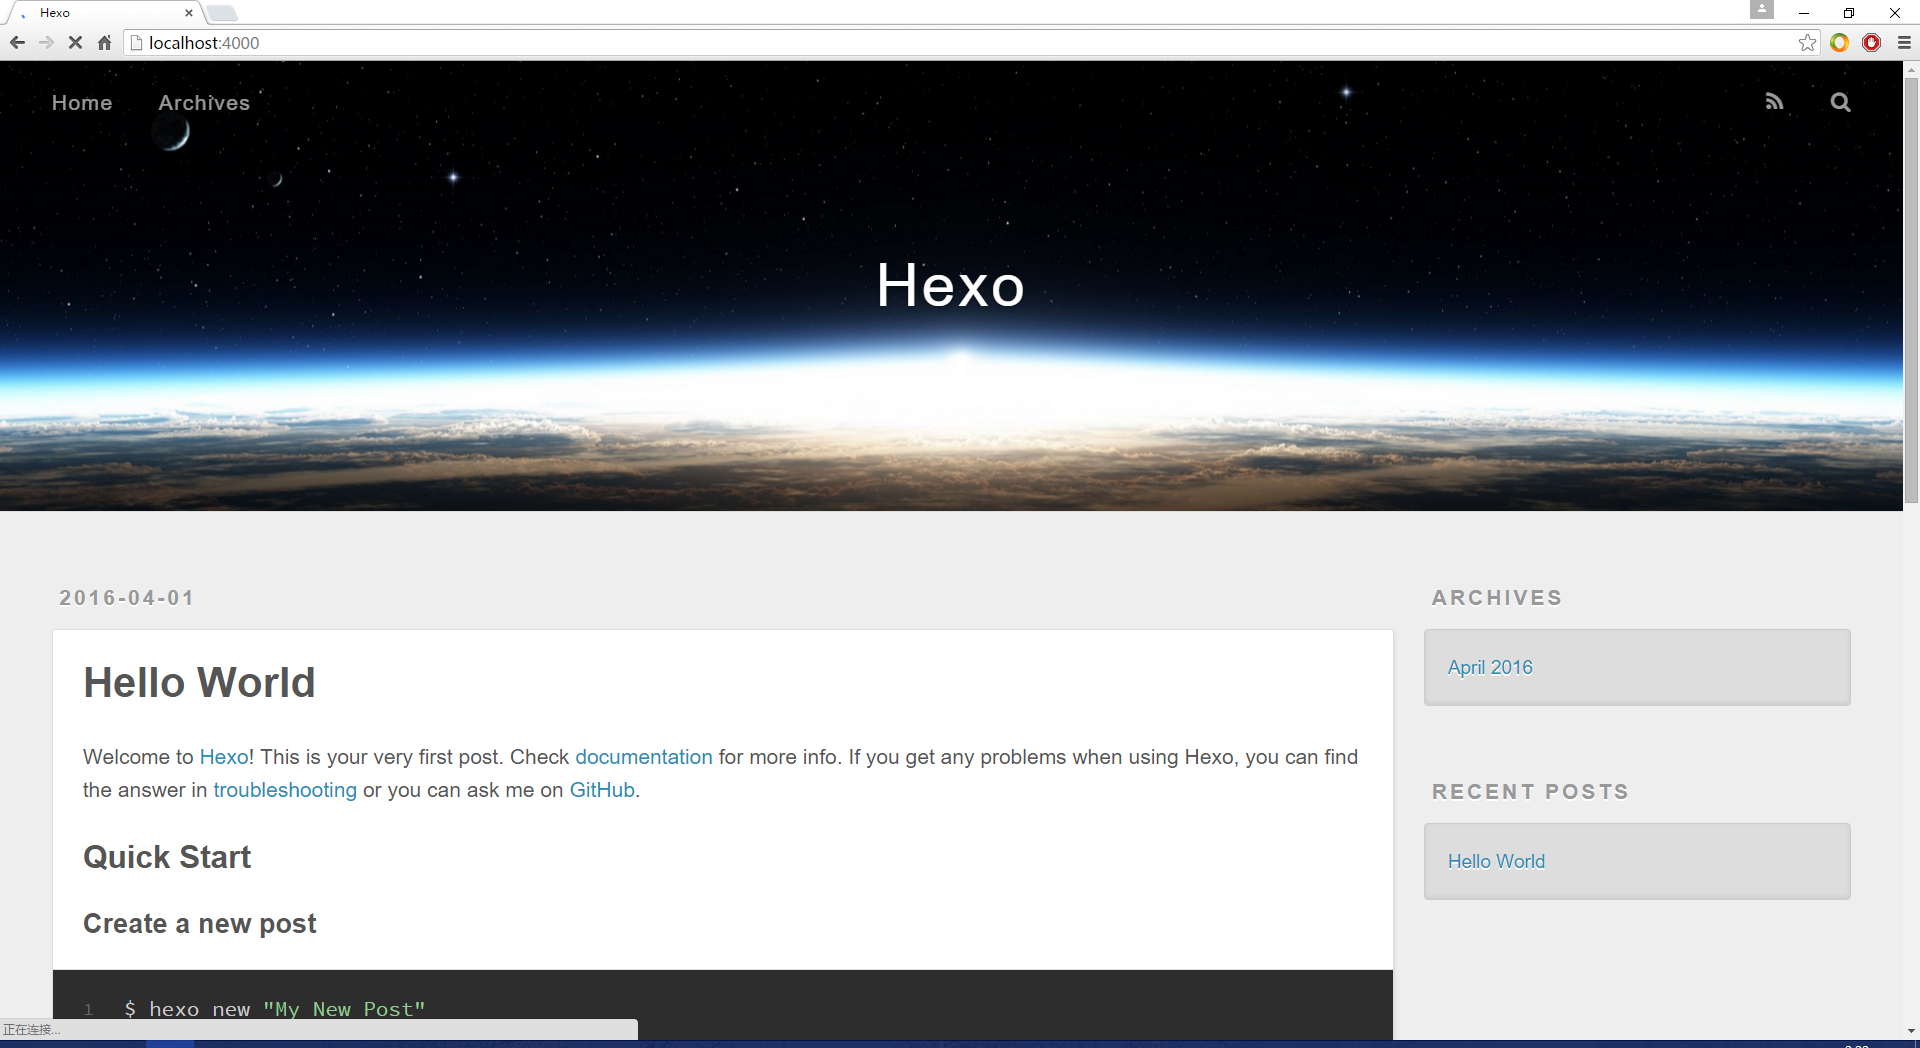 Hexo
localhost:4000
Home Archives
Hexo
2016-04-01
Hello World
Welcome to Hexo! This is your very first post. Check documentation for more info. If you get any problems when using Hexo, you can find
the answer in troubleshooting or you can ask me on GitHub.
Quick Start
Create a new post
1 $ hexo new "My New Post"
ARCHIVES
April 2016
RECENT POSTS
Hello World
正在连接...